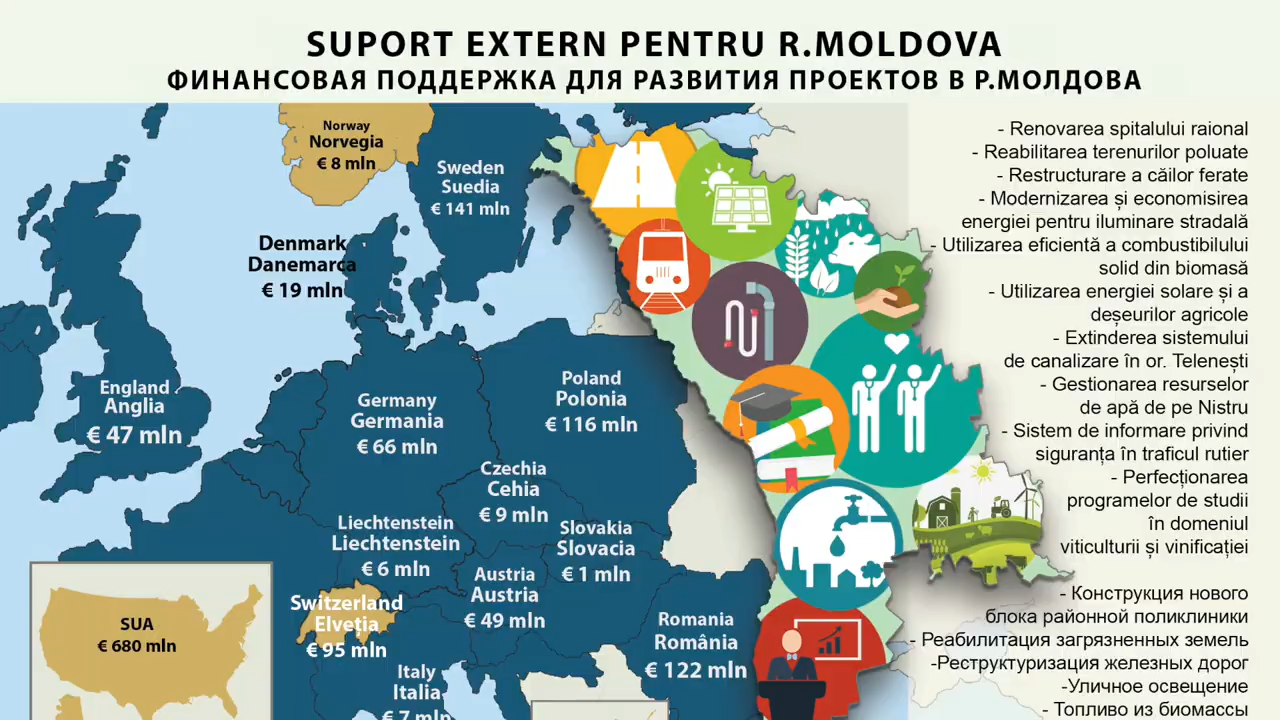 SUPORT EXTERN PENTRU R.MOLDOVA
ФИНАНСОВАЯ ПОДДЕРЖКА ДЛЯ РАЗВИТИЯ ПРОЕКТОВ В Р.МОЛДОВА
Norway
Norvegia
€ 8 mln
Sweden
Suedia
€ 141 mln
Denmark
Danemarca
€ 19 mln
England
Anglia
€ 47 mln
Germany
Germania
€ 66 mln
Poland
Polonia
€ 116 mln
Czechia
Cehia
€ 9 mln
Liechtenstein
Liechtenstein
€ 6 mln
Slovakia
Slovacia
€ 1 mln
Austria
Austria
€ 49 mln
Switzerland
Elveția
€ 95 mln
Romania
România
€ 122 mln
Italy
Italia
€ 7 mln
SUA
€ 680 mln
- Renovarea spitalului raional
- Reabilitarea terenurilor poluate
- Restructurare a căilor ferate
- Modernizarea și economisirea
energiei pentru iluminare stradală
- Utilizarea eficientă a combustibilului
solid din biomasă
- Utilizarea energiei solare și a
deșeurilor agricole
- Extinderea sistemului
de canalizare în or. Telenești
- Gestionarea resurselor
de apă de pe Nistru
- Sistem de informare privind
siguranța în traficul rutier
- Perfecționarea
programelor de studii
în domeniul
viticulturii și vinificației
- Конструкция нового
блока районной поликлиники
- Реабилитация загрязненных земель
-Реструктуризация железных дорог
-Уличное освещение
- Топливо из биомассы